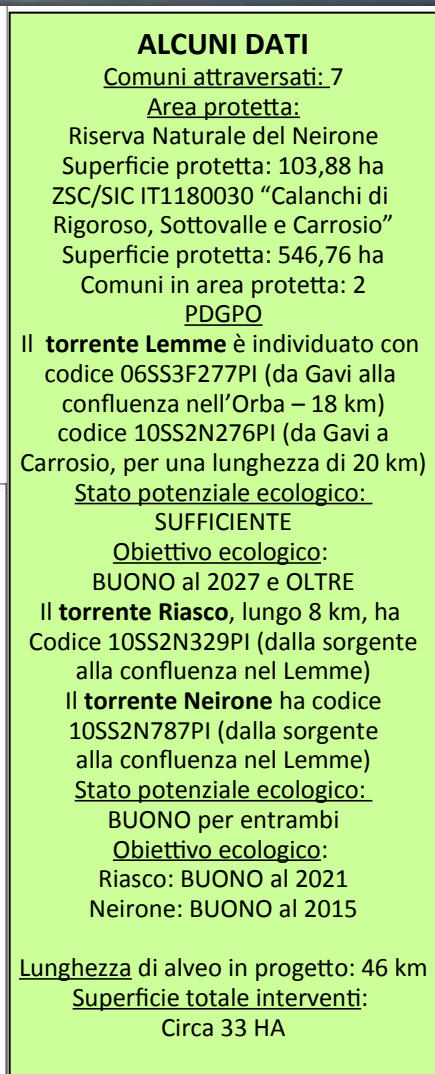 ALCUNI DATI
Comuni attraversati: 7
Area protetta:
Riserva Naturale del Neirone
Superficie protetta: 103,88 ha
ZSC/SIC IT1180030 “Calanchi di
Rigoroso, Sottovalle e Carrosio”
Superficie protetta: 546,76 ha
Comuni in area protetta: 2
PDGPO
Il torrente Lemme è individuato con
codice 06SS3F277PI (da Gavi alla
confluenza nell'Orba – 18 km)
codice 10SS2N276PI (da Gavi a
Carrosio, per una lunghezza di 20 km)
Stato potenziale ecologico:
SUFFICIENTE
Obiettivo ecologico:
BUONO al 2027 e OLTRE
Il torrente Riasco, lungo 8 km, ha
Codice 10SS2N329PI (dalla sorgente
alla confluenza nel Lemme)
Il torrente Neirone ha codice
10SS2N787PI (dalla sorgente
alla confluenza nel Lemme)
Stato potenziale ecologico:
BUONO per entrambi
Obiettivo ecologico:
Riasco: BUONO al 2021
Neirone: BUONO al 2015
Lunghezza di alveo in progetto: 46 km
Superficie totale interventi:
Circa 33 HA